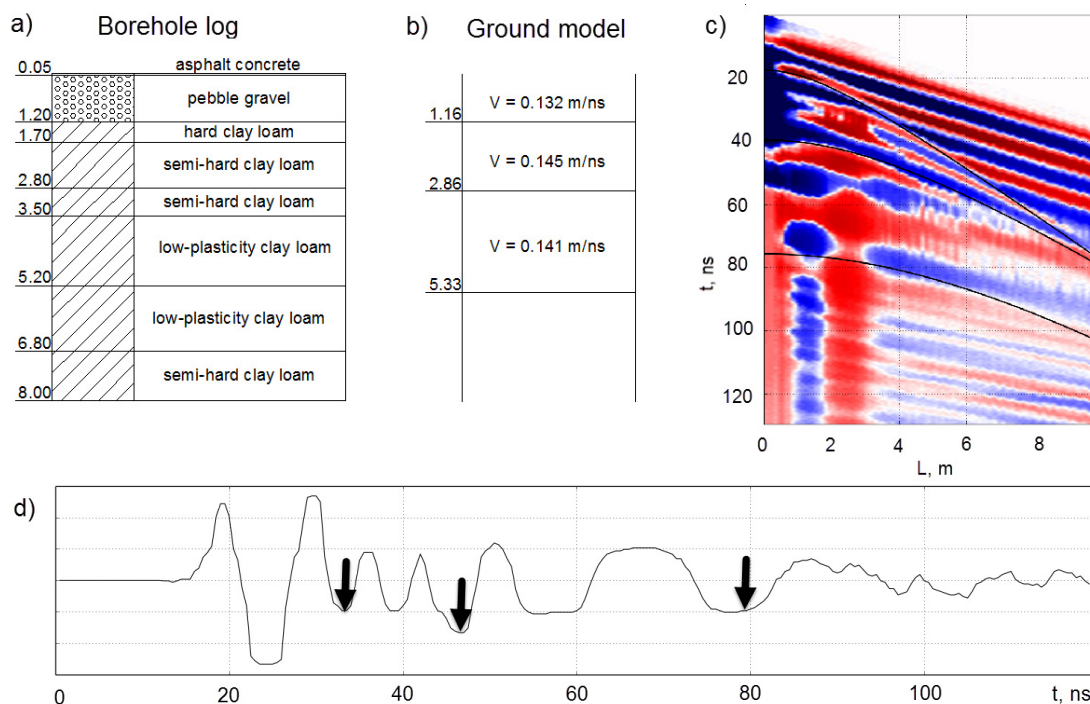 a) Borehole log
0.05 asphalt concrete
pebble gravel
1.20
1.70 hard clay loam
semi-hard clay loam
2.80
semi-hard clay loam
3.50
low-plasticity clay loam
5.20
low-plasticity clay loam
6.80
semi-hard clay loam
8.00
b) Ground model
V = 0.132 m/ns
1.16
V = 0.145 m/ns
2.86
V = 0.141 m/ns
5.33
c)
20
40
60
80
100
120
t, ns
0 2 4 6 8
L, m
d)
0 20 40 60 80 100 t, ns